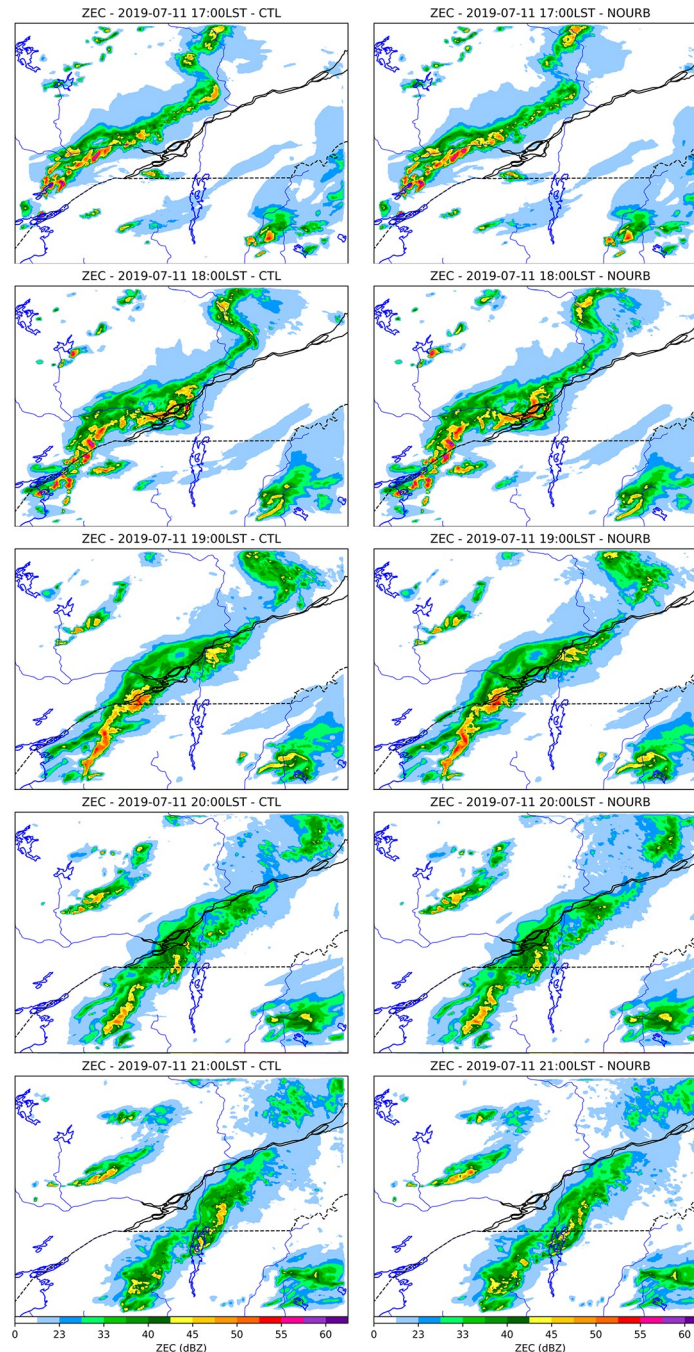 ZEC - 2019-07-11 17:00LST - CTL
ZEC - 2019-07-11 17:00LST - NOURB
ZEC - 2019-07-11 18:00LST - CTL
ZEC - 2019-07-11 18:00LST - NOURB
ZEC - 2019-07-11 19:00LST - CTL
ZEC - 2019-07-11 19:00LST - NOURB
ZEC - 2019-07-11 20:00LST - CTL
ZEC - 2019-07-11 20:00LST - NOURB
ZEC - 2019-07-11 21:00LST - CTL
ZEC - 2019-07-11 21:00LST - NOURB
0 23 33 40 45 50 55 60
0 23 33 40 45 50 55 60
ZEC (dBZ)
ZEC (dBZ)